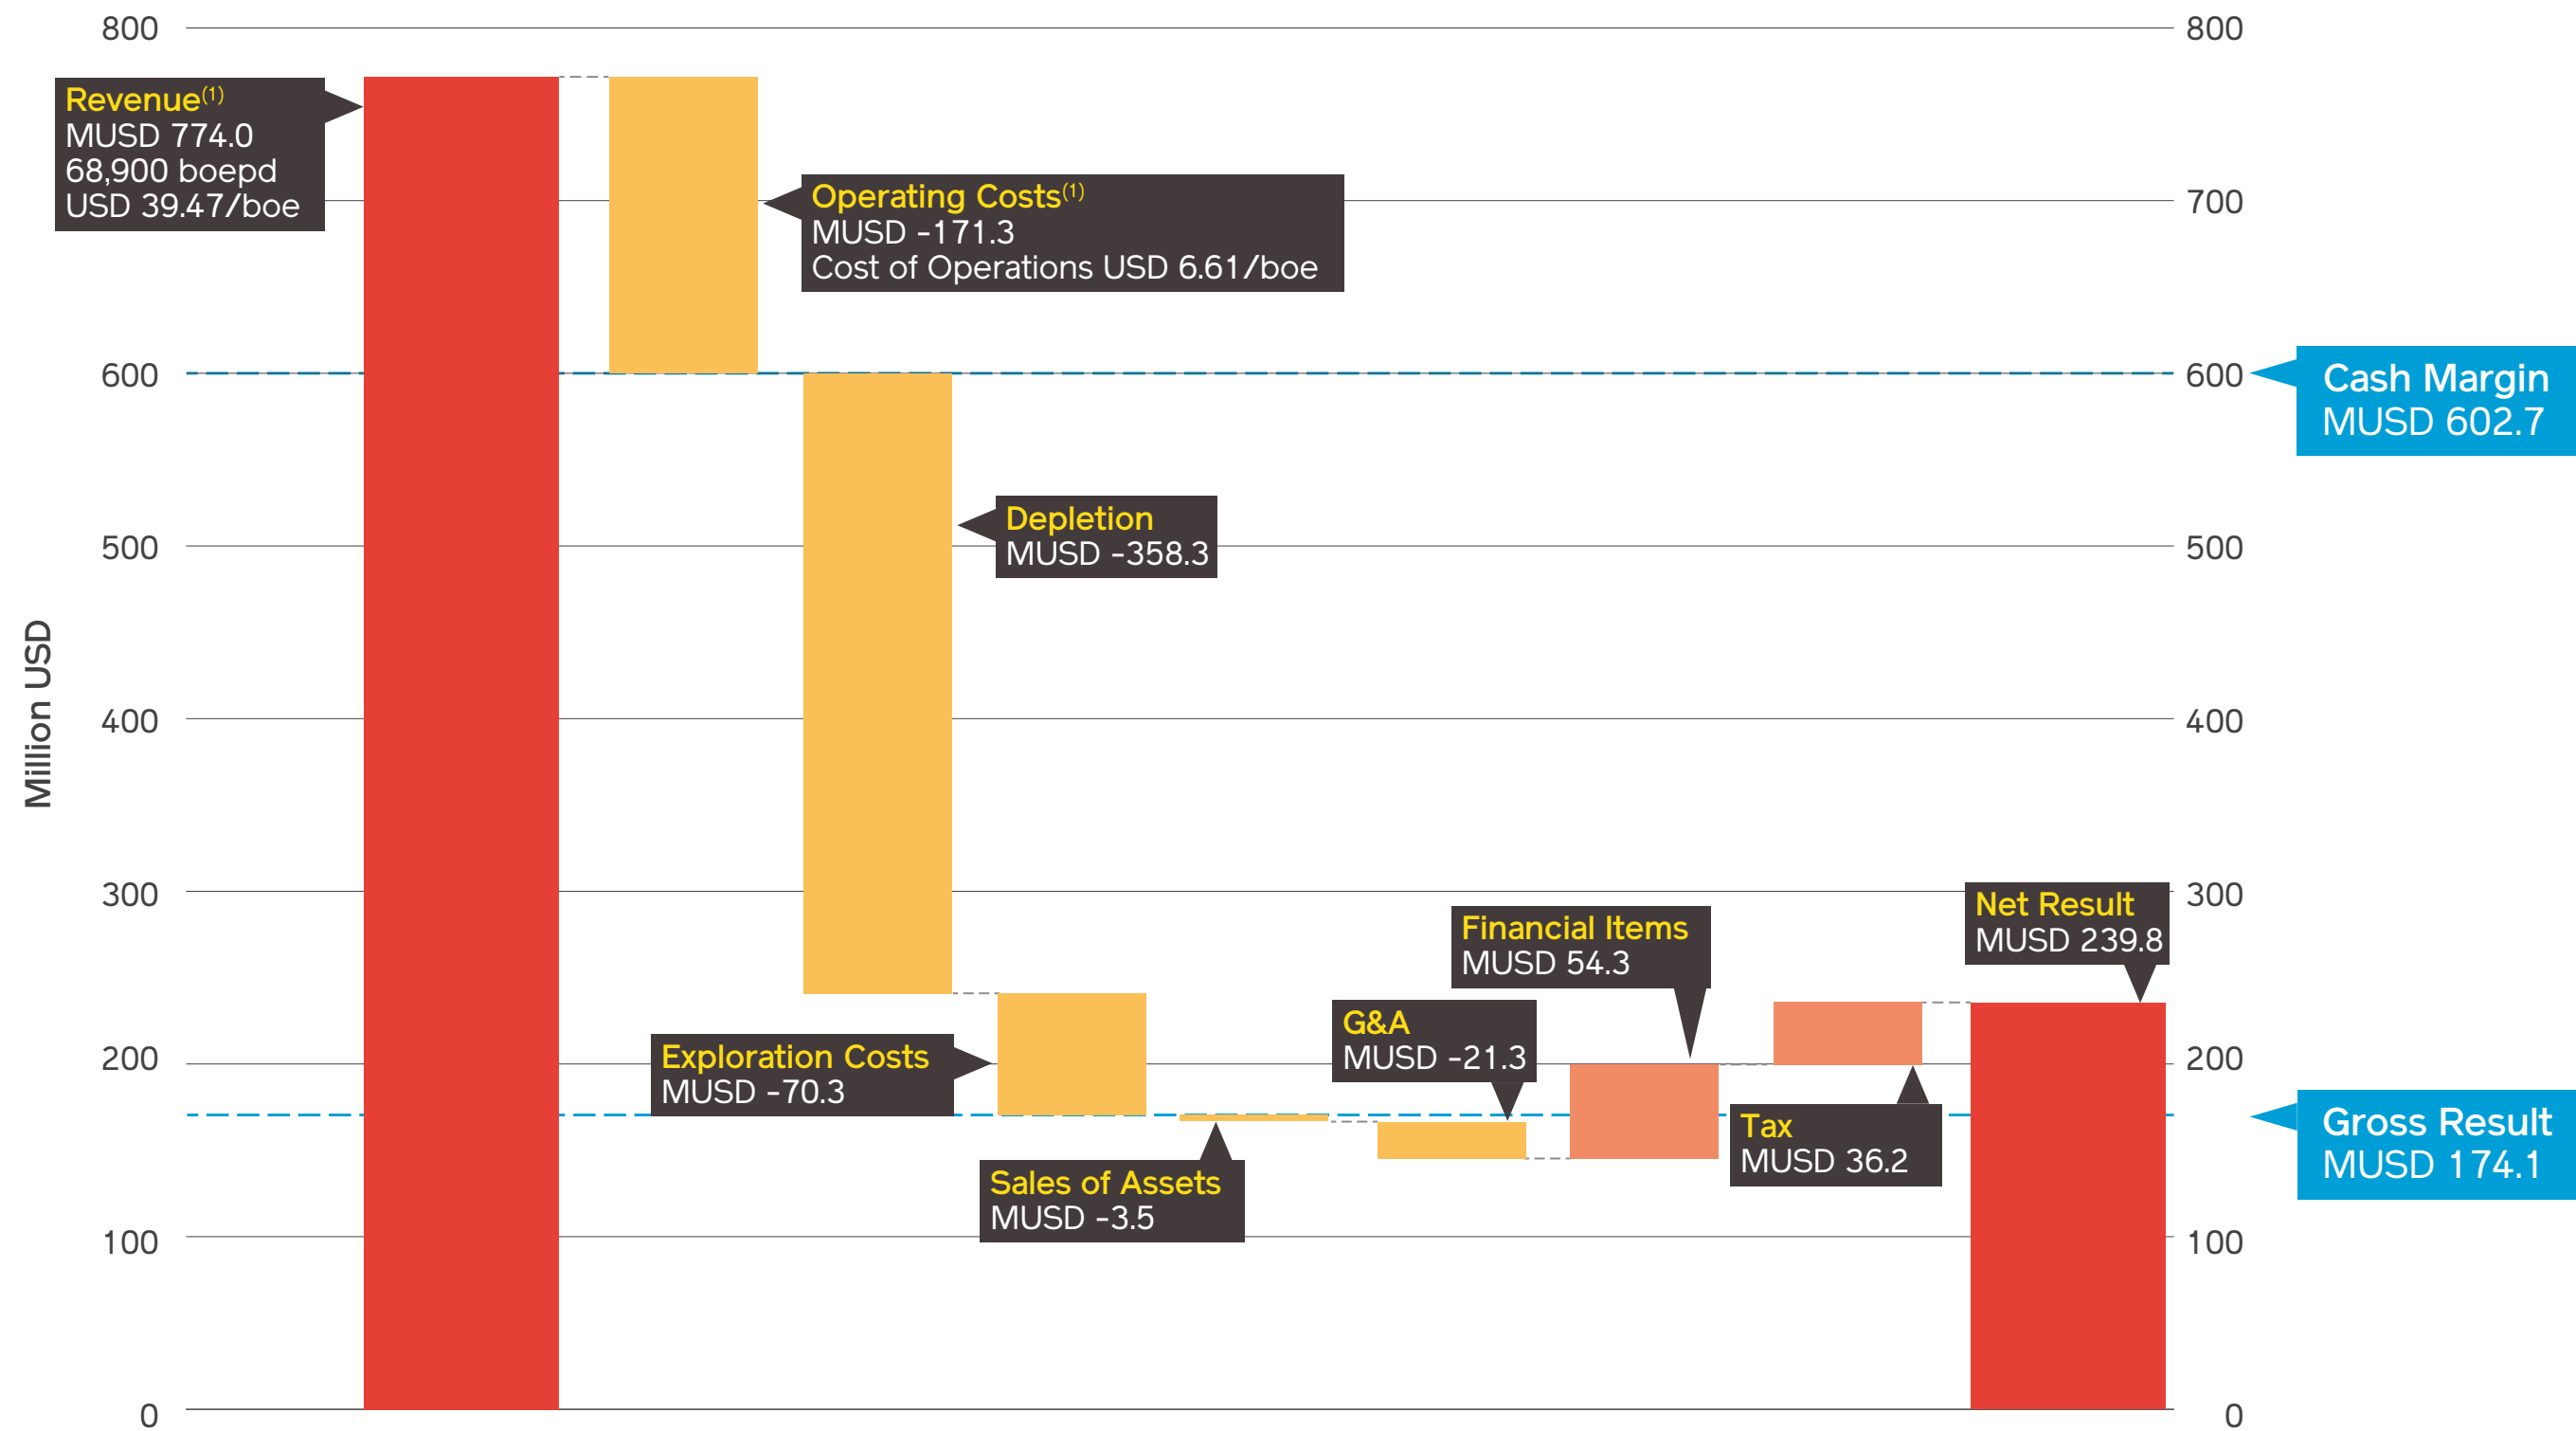 800
800
Revenue(1)
MUSD 774.0
68,900 boepd
USD 39.47/boe
Operating Costs(1)
MUSD -171.3
Cost of Operations USD 6.61/boe
700
600
600
Cash Margin
MUSD 602.7
Depletion
MUSD -358.3
500
500
Million USD
400
400
300
300
Net Result
MUSD 239.8
Financial Items
MUSD 54.3
G&A
MUSD -21.3
Exploration Costs
MUSD -70.3
200
200
Tax
MUSD 36.2
Gross Result
MUSD 174.1
Sales of Assets
MUSD -3.5
100
100
0
0